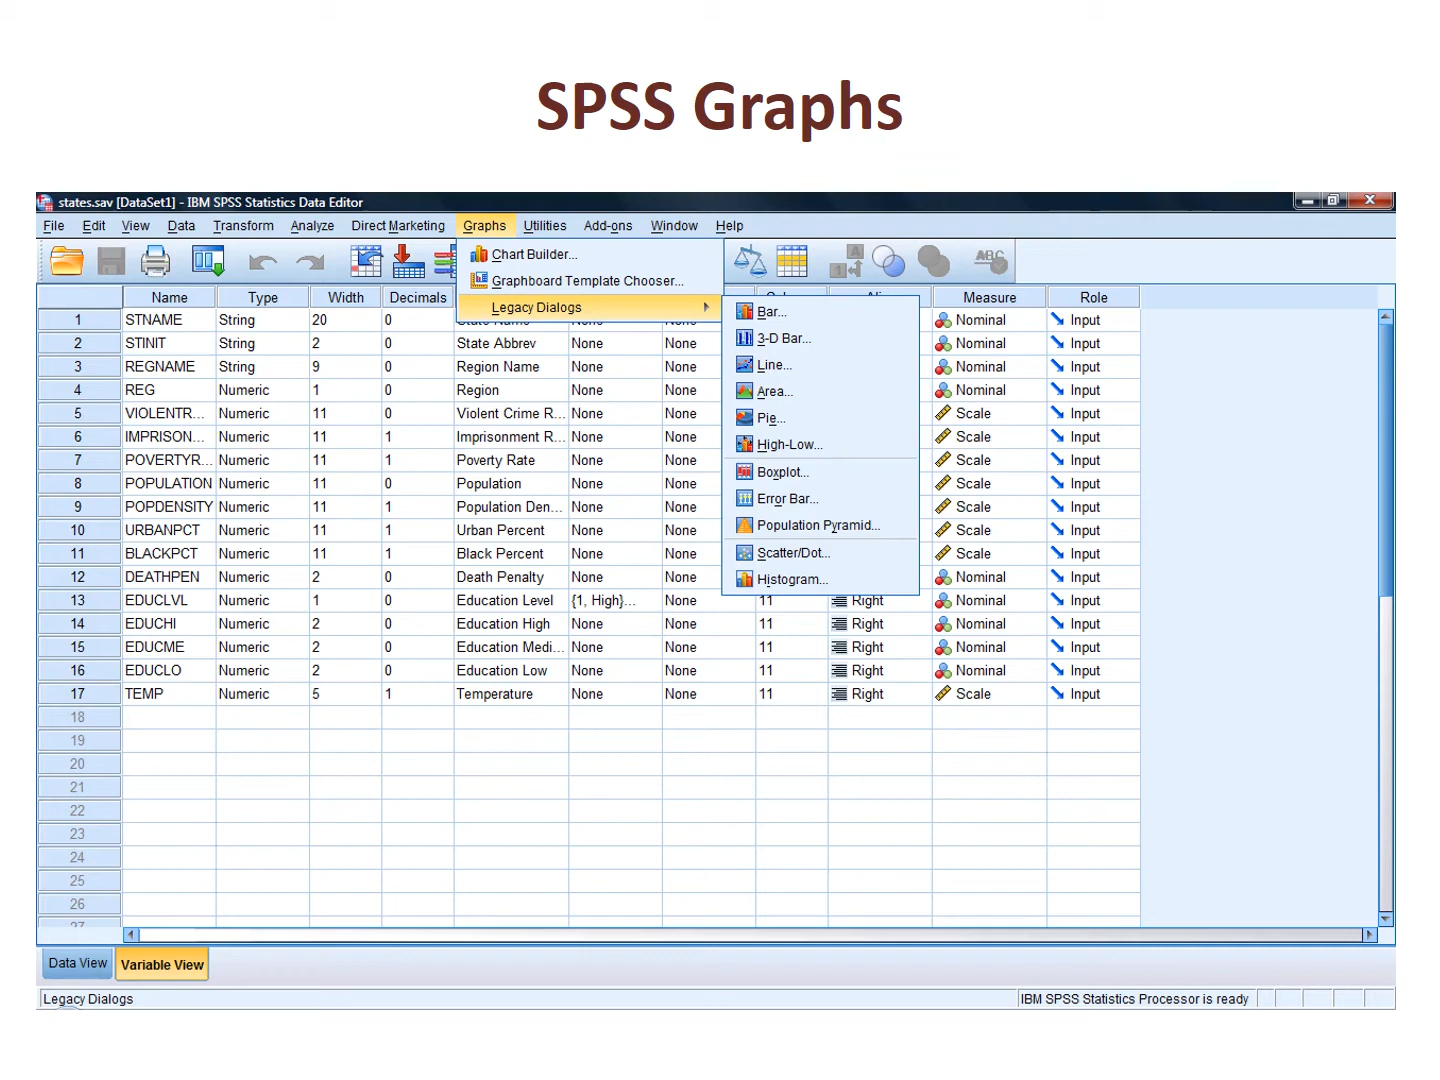 SPSS Graphs
states.sav [DataSet1] - IBM SPSS Statistics Data Editor
File Edit View Data Transform Analyze Direct Marketing Graphs Utilities Add-ons Window Help
Chart Builder...
Graphboard Template Chooser...
Legacy Dialogs
Bar...
3-D Bar...
Line...
Area...
Pie...
High-Low...
Boxplot...
Error Bar...
Population Pyramid...
Scatter/Dot...
Histogram...
Name Type Width Decimals Measure Role
1 STNAME String 20 0 State Name None None Nominal Input
2 STINIT String 2 0 State Abbrev None None Nominal Input
3 REGNAME String 9 0 Region Name None None Nominal Input
4 REG Numeric 1 0 Region None None Nominal Input
5 VIOLENTR... Numeric 11 0 Violent Crime R... None None Scale Input
6 IMPRISON... Numeric 11 1 Imprisonment R... None None Scale Input
7 POVERTYR... Numeric 11 1 Poverty Rate None None Scale Input
8 POPULATION Numeric 11 0 Population None None Scale Input
9 POPDENSITY Numeric 11 1 Population Den... None None Scale Input
10 URBANPCT Numeric 11 1 Urban Percent None None Scale Input
11 BLACKPCT Numeric 11 1 Black Percent None None Scale Input
12 DEATHPEN Numeric 2 0 Death Penalty None None Nominal Input
13 EDUCLVL Numeric 1 0 Education Level {1, High}... None 11 Right Nominal Input
14 EDUCHI Numeric 2 0 Education High None None 11 Right Nominal Input
15 EDUCME Numeric 2 0 Education Medi... None None 11 Right Nominal Input
16 EDUCLO Numeric 2 0 Education Low None None 11 Right Nominal Input
17 TEMP Numeric 5 1 Temperature None None 11 Right Scale Input
18
19
20
21
22
23
24
25
26
27
Data View Variable View
Legacy Dialogs IBM SPSS Statistics Processor is ready